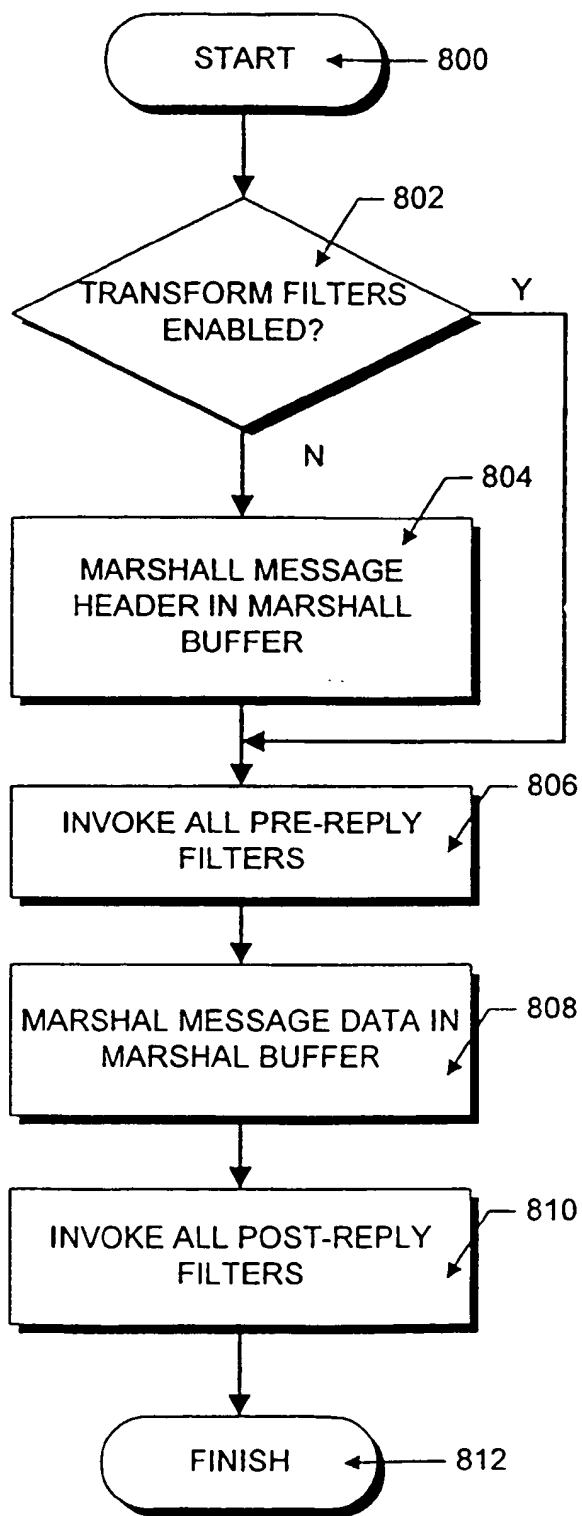 START
800
802
TRANSFORM FILTERS
ENABLED?
Y
N
804
MARSHALL MESSAGE
HEADER IN MARSHALL
BUFFER
806
INVOKE ALL PRE-REPLY
FILTERS
MARSHAL MESSAGE DATA IN
MARSHAL BUFFER
808
INVOKE ALL POST-REPLY
FILTERS
810
FINISH
812